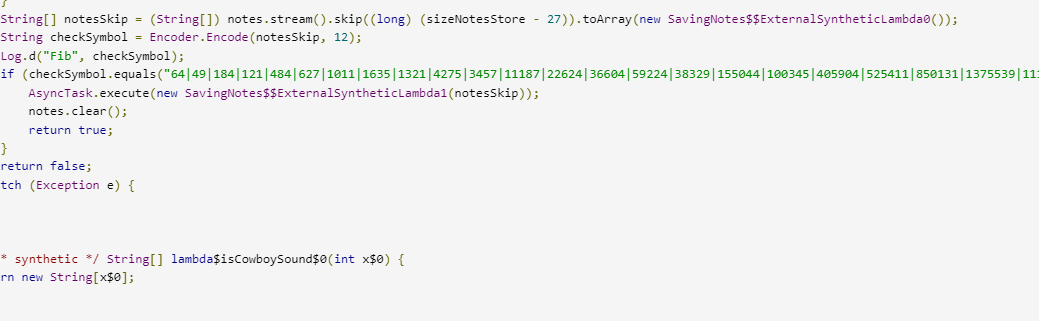 }
String[] notesSkip = (String[]) notes.stream().skip((long) (sizeNotesStore - 27)).toArray(new SavingNotes$$ExternalSyntheticLambda0());
String checkSymbol = Encoder.Encode(notesSkip, 12);
Log.d("Fib", checkSymbol);
if (checkSymbol.equals("64|49|184|121|484|627|1011|1635|1321|4275|3457|11187|22624|36604|59224|38329|155044|100345|405904|525411|850131|1375539|11
AsyncTask.execute(new SavingNotes$$ExternalSyntheticLambda1(notesSkip));
notes.clear();
return true;
}
return false;
tch (Exception e) {
* synthetic */ String[] lambda$isCowboySound$0(int x$0) {
rn new String[x$0];